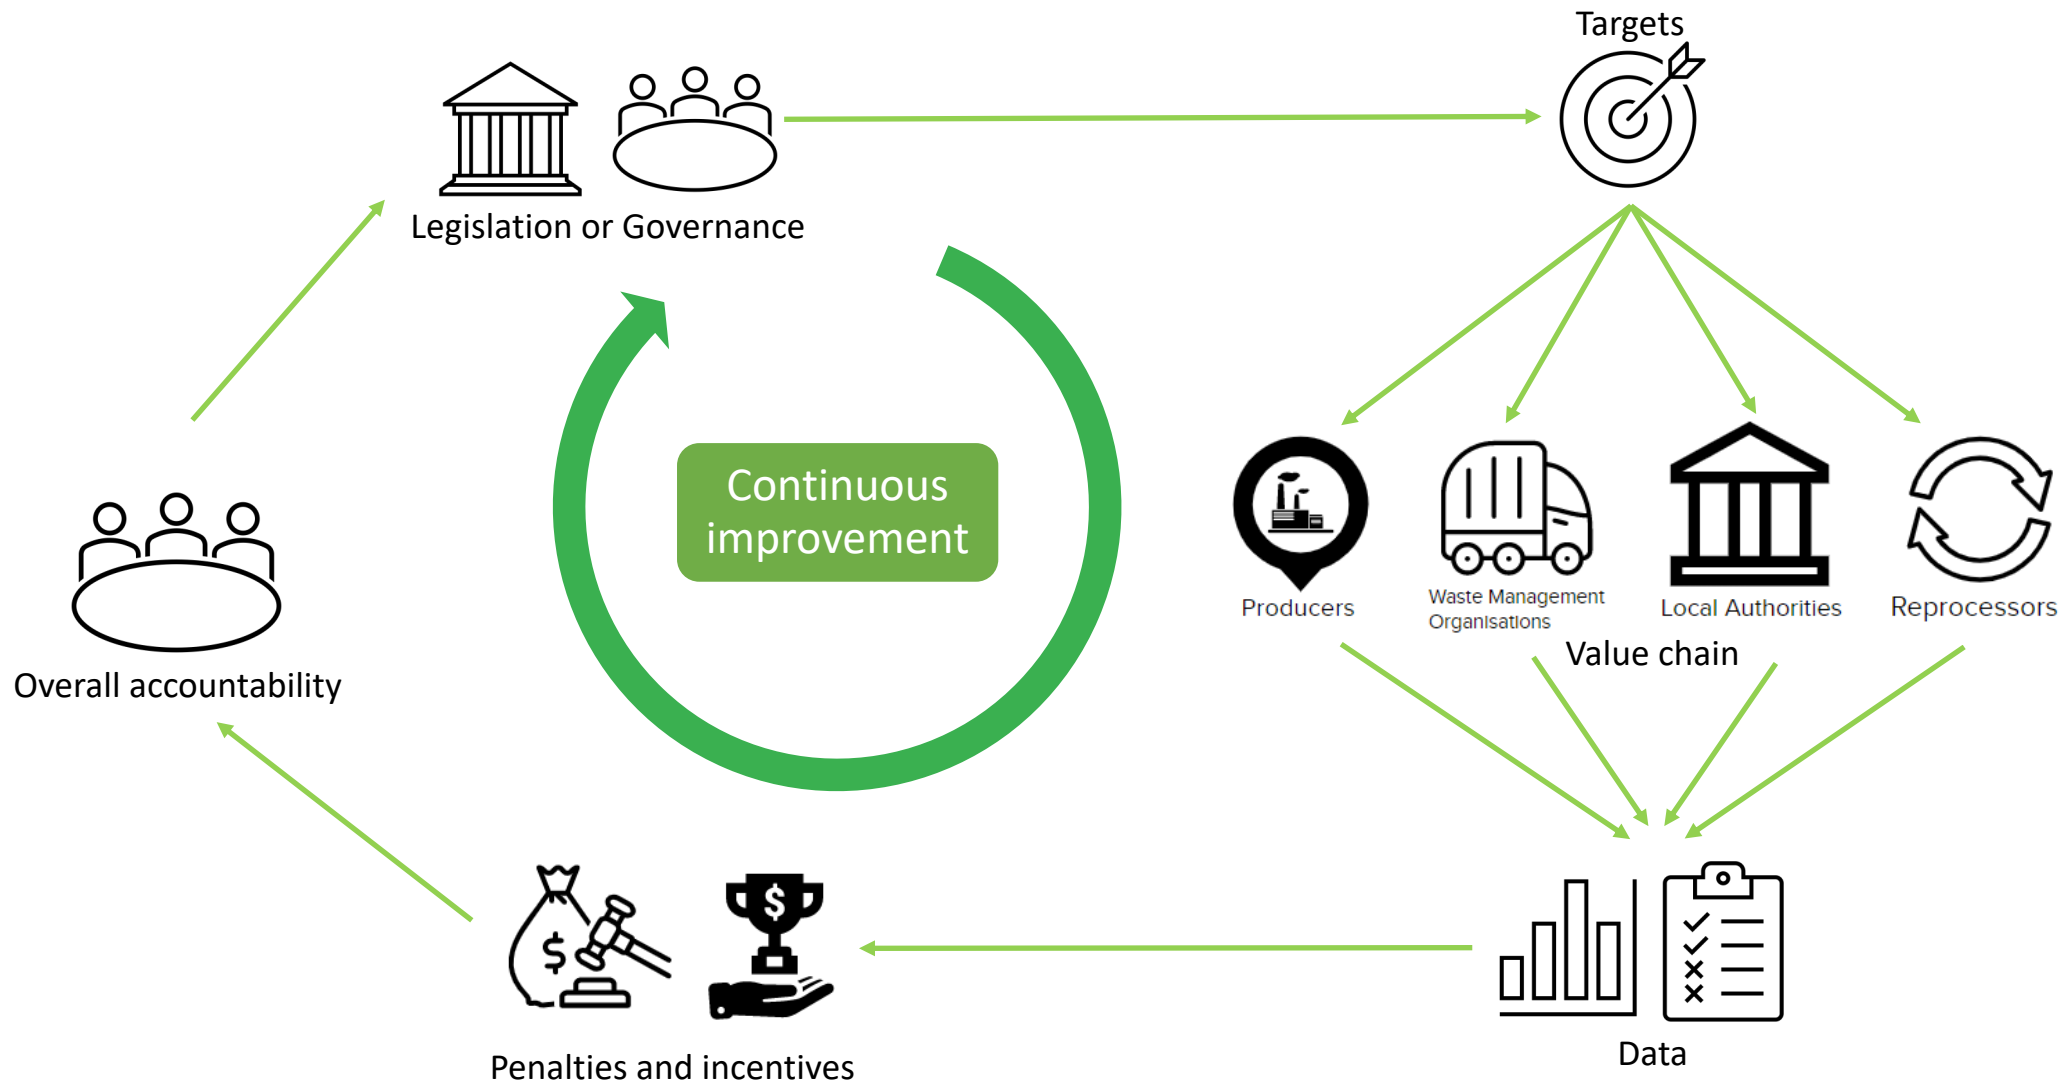 Targets
Legislation or Governance
Continuous
improvement
Producers
Waste Management
Organisations
Local Authorities
Reprocessors
Value chain
Overall accountability
$
$
Penalties and incentives
Data